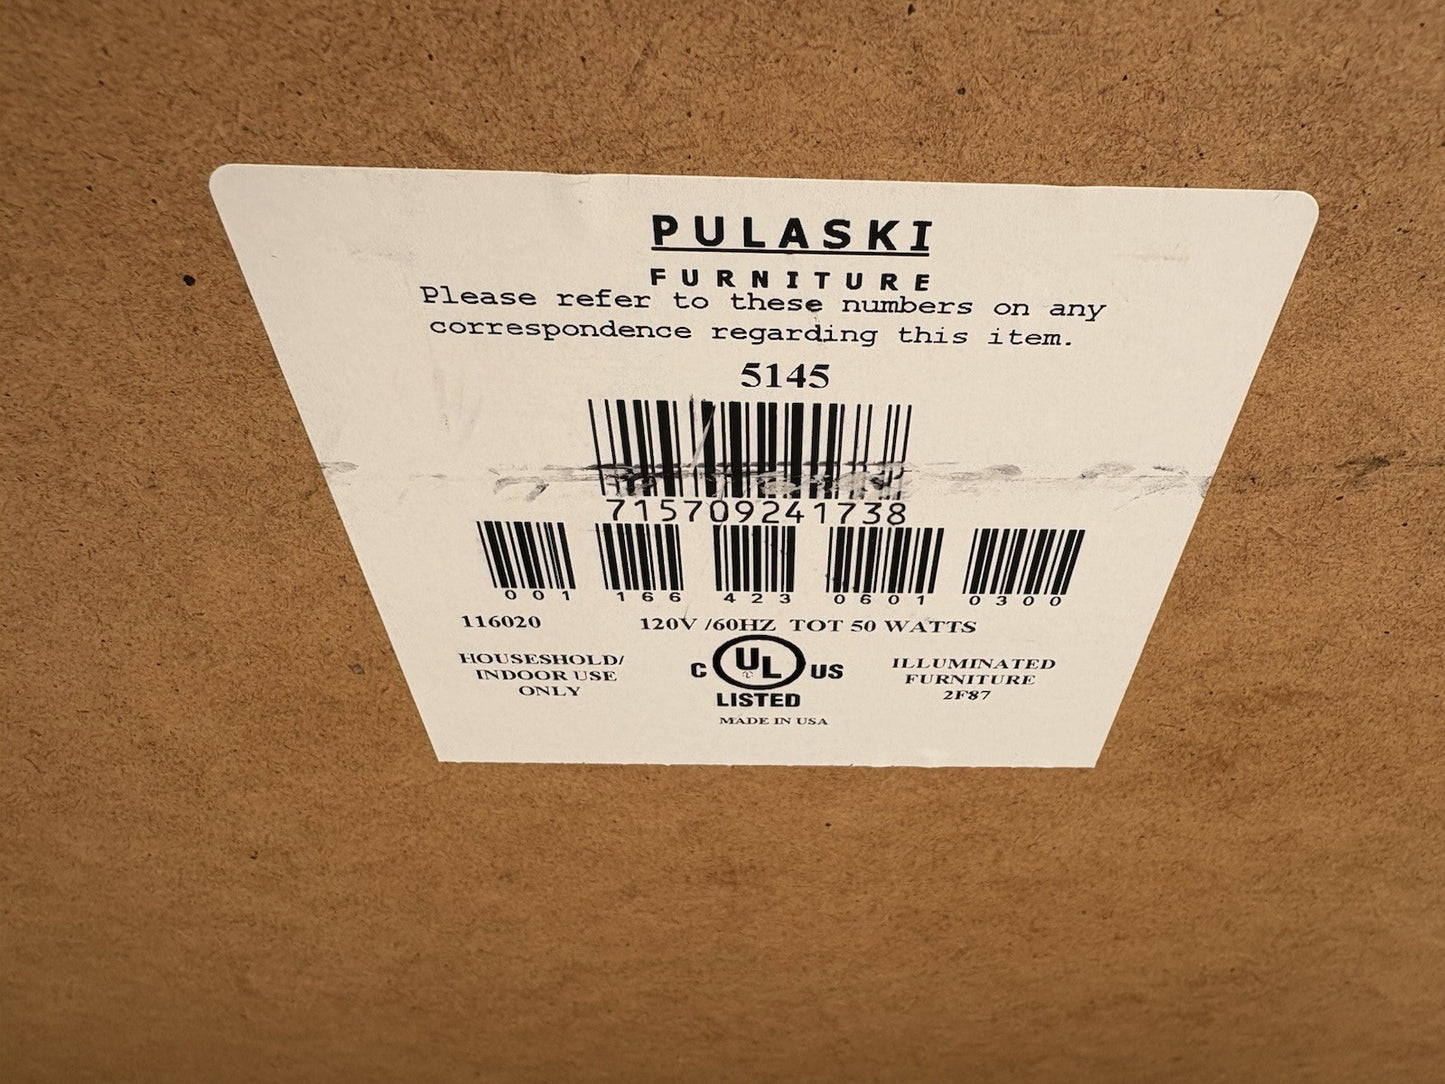 PULASKI
FURNITURE
Please refer to these numbers on any
correspondence regarding this item.
5145
715709241738
001 166 423 0601 0300
116020 120V /60HZ TOT 50 WATTS
HOUSESHOLD/
INDOOR USE
ONLY
C UL US
LISTED
MADE IN USA
ILLUMINATED
FURNITURE
2F87